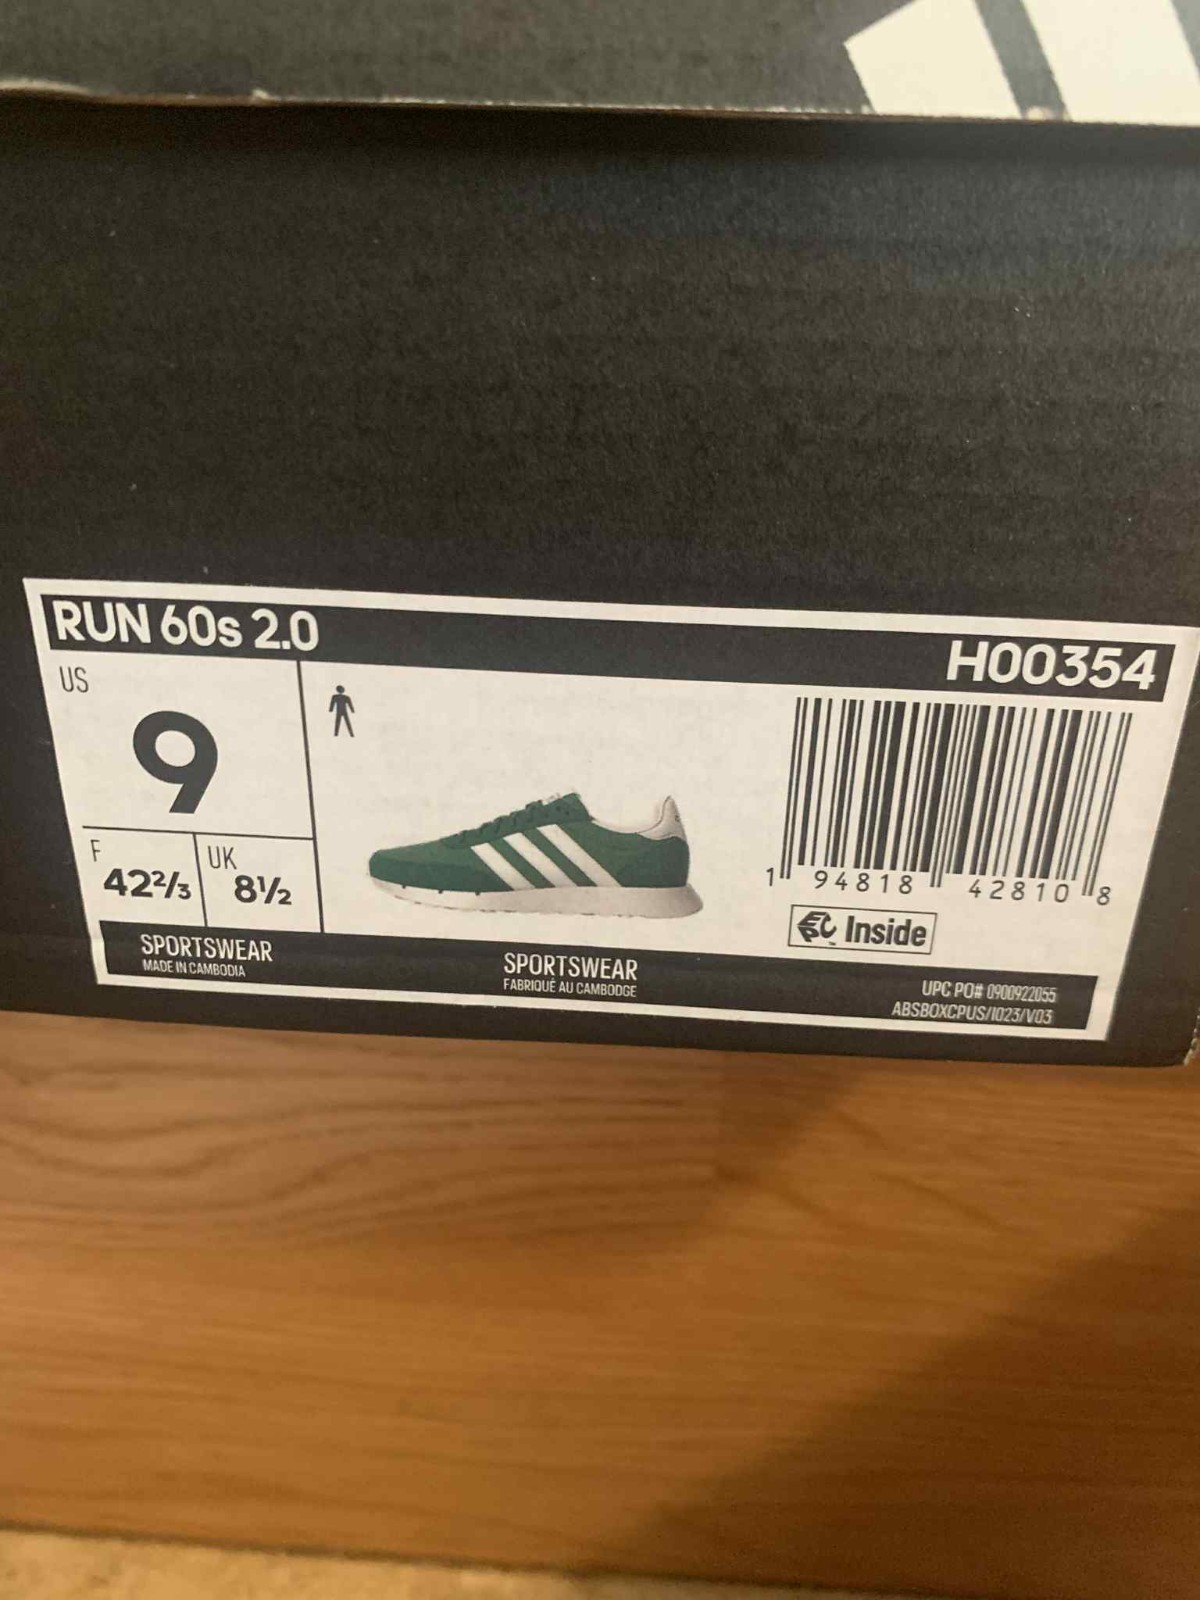 RUN 60s 2.0
H00354
US
9
F
42⅔
UK
8½
1 94818 42810 8
EPC Inside
SPORTSWEAR
MADE IN CAMBODIA
SPORTSWEAR
FABRIQUÉ AU CAMBODGE
UPC PO# 0900922055
ABSBOXCPUS/I023/V03